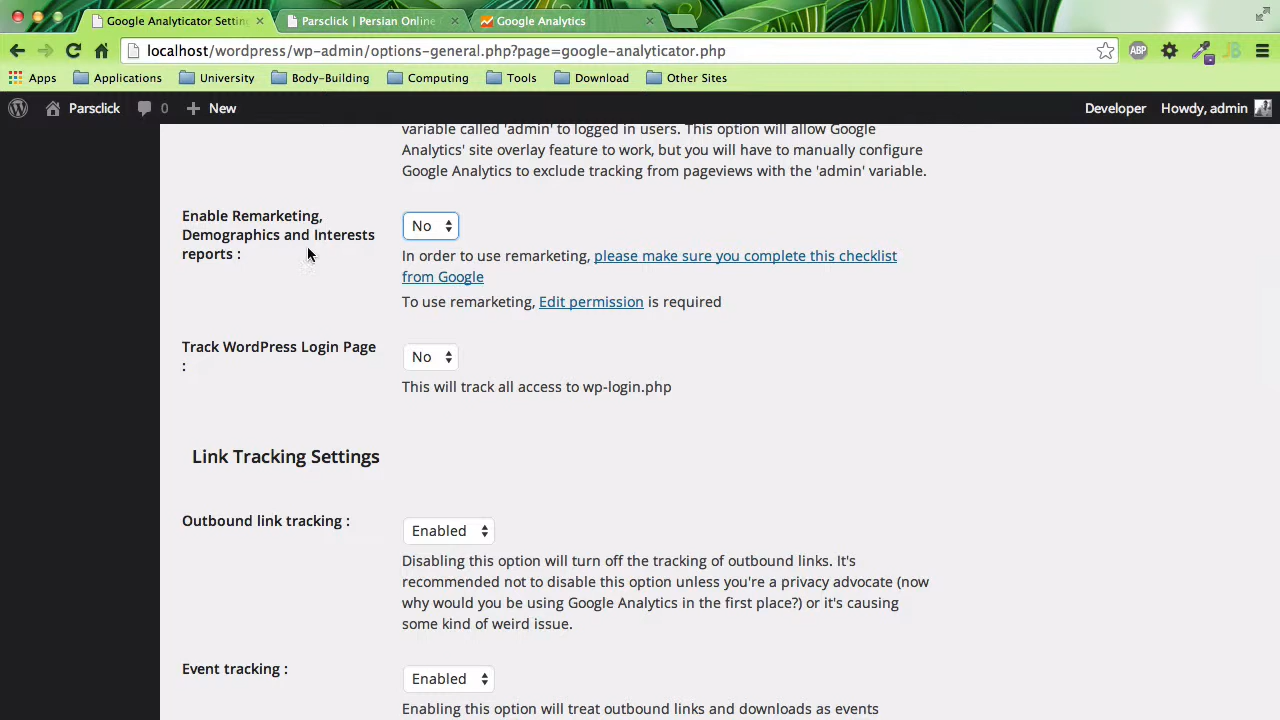 Google Analyticator Settin
Parsclick | Persian Online
Google Analytics
localhost/wordpress/wp-admin/options-general.php?page=google-analyticator.php
ABP
JB
Apps
Applications
University
Body-Building
Computing
Tools
Download
Other Sites
Parsclick
0
New
Developer
Howdy, admin
variable called 'admin' to logged in users. This option will allow Google
Analytics' site overlay feature to work, but you will have to manually configure
Google Analytics to exclude tracking from pageviews with the 'admin' variable.
Enable Remarketing,
Demographics and Interests
reports :
No
In order to use remarketing, please make sure you complete this checklist
from Google
To use remarketing, Edit permission is required
Track WordPress Login Page
:
No
This will track all access to wp-login.php
Link Tracking Settings
Outbound link tracking :
Enabled
Disabling this option will turn off the tracking of outbound links. It's
recommended not to disable this option unless you're a privacy advocate (now
why would you be using Google Analytics in the first place?) or it's causing
some kind of weird issue.
Event tracking :
Enabled
Enabling this option will treat outbound links and downloads as events